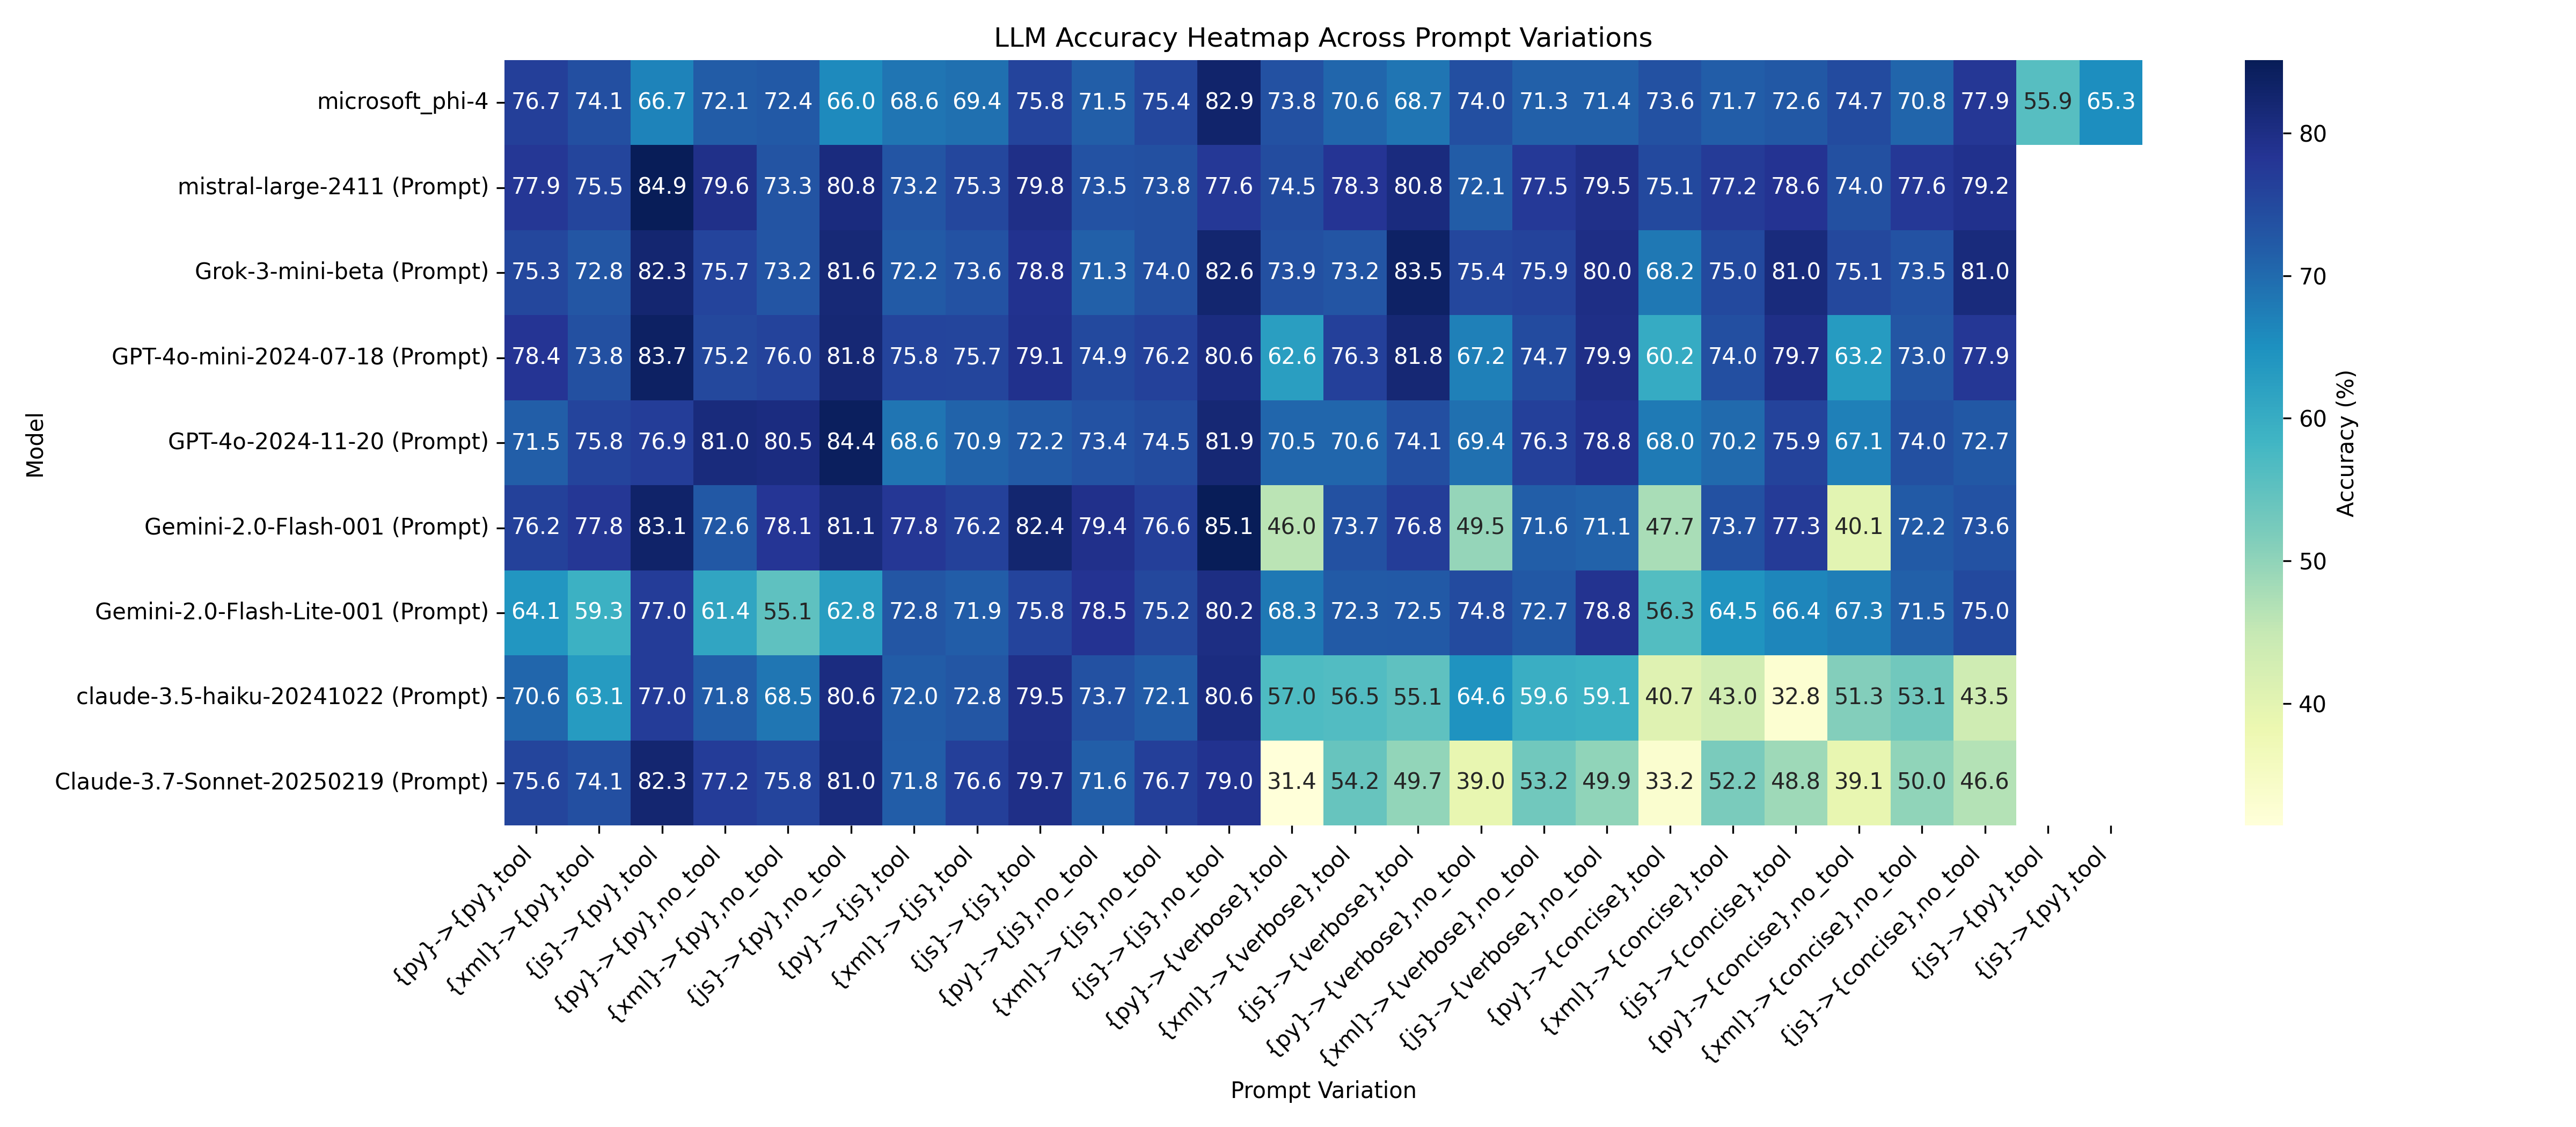 LLM Accuracy Heatmap Across Prompt Variations
microsoft_phi-4 76.7 74.1 66.7 72.1 72.4 66.0 68.6 69.4 75.8 71.5 75.4 82.9 73.8 70.6 68.7 74.0 71.3 71.4 73.6 71.7 72.6 74.7 70.8 77.9 55.9 65.3
mistral-large-2411 (Prompt) 77.9 75.5 84.9 79.6 73.3 80.8 73.2 75.3 79.8 73.5 73.8 77.6 74.5 78.3 80.8 72.1 77.5 79.5 75.1 77.2 78.6 74.0 77.6 79.2
Grok-3-mini-beta (Prompt) 75.3 72.8 82.3 75.7 73.2 81.6 72.2 73.6 78.8 71.3 74.0 82.6 73.9 73.2 83.5 75.4 75.9 80.0 68.2 75.0 81.0 75.1 73.5 81.0
GPT-4o-mini-2024-07-18 (Prompt) 78.4 73.8 83.7 75.2 76.0 81.8 75.8 75.7 79.1 74.9 76.2 80.6 62.6 76.3 81.8 67.2 74.7 79.9 60.2 74.0 79.7 63.2 73.0 77.9
GPT-4o-2024-11-20 (Prompt) 71.5 75.8 76.9 81.0 80.5 84.4 68.6 70.9 72.2 73.4 74.5 81.9 70.5 70.6 74.1 69.4 76.3 78.8 68.0 70.2 75.9 67.1 74.0 72.7
Gemini-2.0-Flash-001 (Prompt) 76.2 77.8 83.1 72.6 78.1 81.1 77.8 76.2 82.4 79.4 76.6 85.1 46.0 73.7 76.8 49.5 71.6 71.1 47.7 73.7 77.3 40.1 72.2 73.6
Gemini-2.0-Flash-Lite-001 (Prompt) 64.1 59.3 77.0 61.4 55.1 62.8 72.8 71.9 75.8 78.5 75.2 80.2 68.3 72.3 72.5 74.8 72.7 78.8 56.3 64.5 66.4 67.3 71.5 75.0
claude-3.5-haiku-20241022 (Prompt) 70.6 63.1 77.0 71.8 68.5 80.6 72.0 72.8 79.5 73.7 72.1 80.6 57.0 56.5 55.1 64.6 59.6 59.1 40.7 43.0 32.8 51.3 53.1 43.5
Claude-3.7-Sonnet-20250219 (Prompt) 75.6 74.1 82.3 77.2 75.8 81.0 71.8 76.6 79.7 71.6 76.7 79.0 31.4 54.2 49.7 39.0 53.2 49.9 33.2 52.2 48.8 39.1 50.0 46.6
Model
{py}->{py},tool
{xml}->{py},tool
{js}->{py},tool
{py}->{py},no_tool
{xml}->{py},no_tool
{js}->{py},no_tool
{py}->{js},tool
{xml}->{js},tool
{js}->{js},tool
{py}->{js},no_tool
{xml}->{js},no_tool
{js}->{js},no_tool
{py}->{verbose},tool
{xml}->{verbose},tool
{js}->{verbose},tool
{py}->{verbose},no_tool
{xml}->{verbose},no_tool
{js}->{verbose},no_tool
{py}->{concise},tool
{xml}->{concise},tool
{js}->{concise},tool
{py}->{concise},no_tool
{xml}->{concise},no_tool
{js}->{concise},no_tool
{js}->{py},tool
{js}->{py},tool
Prompt Variation
80
70
60
50
40
Accuracy (%)